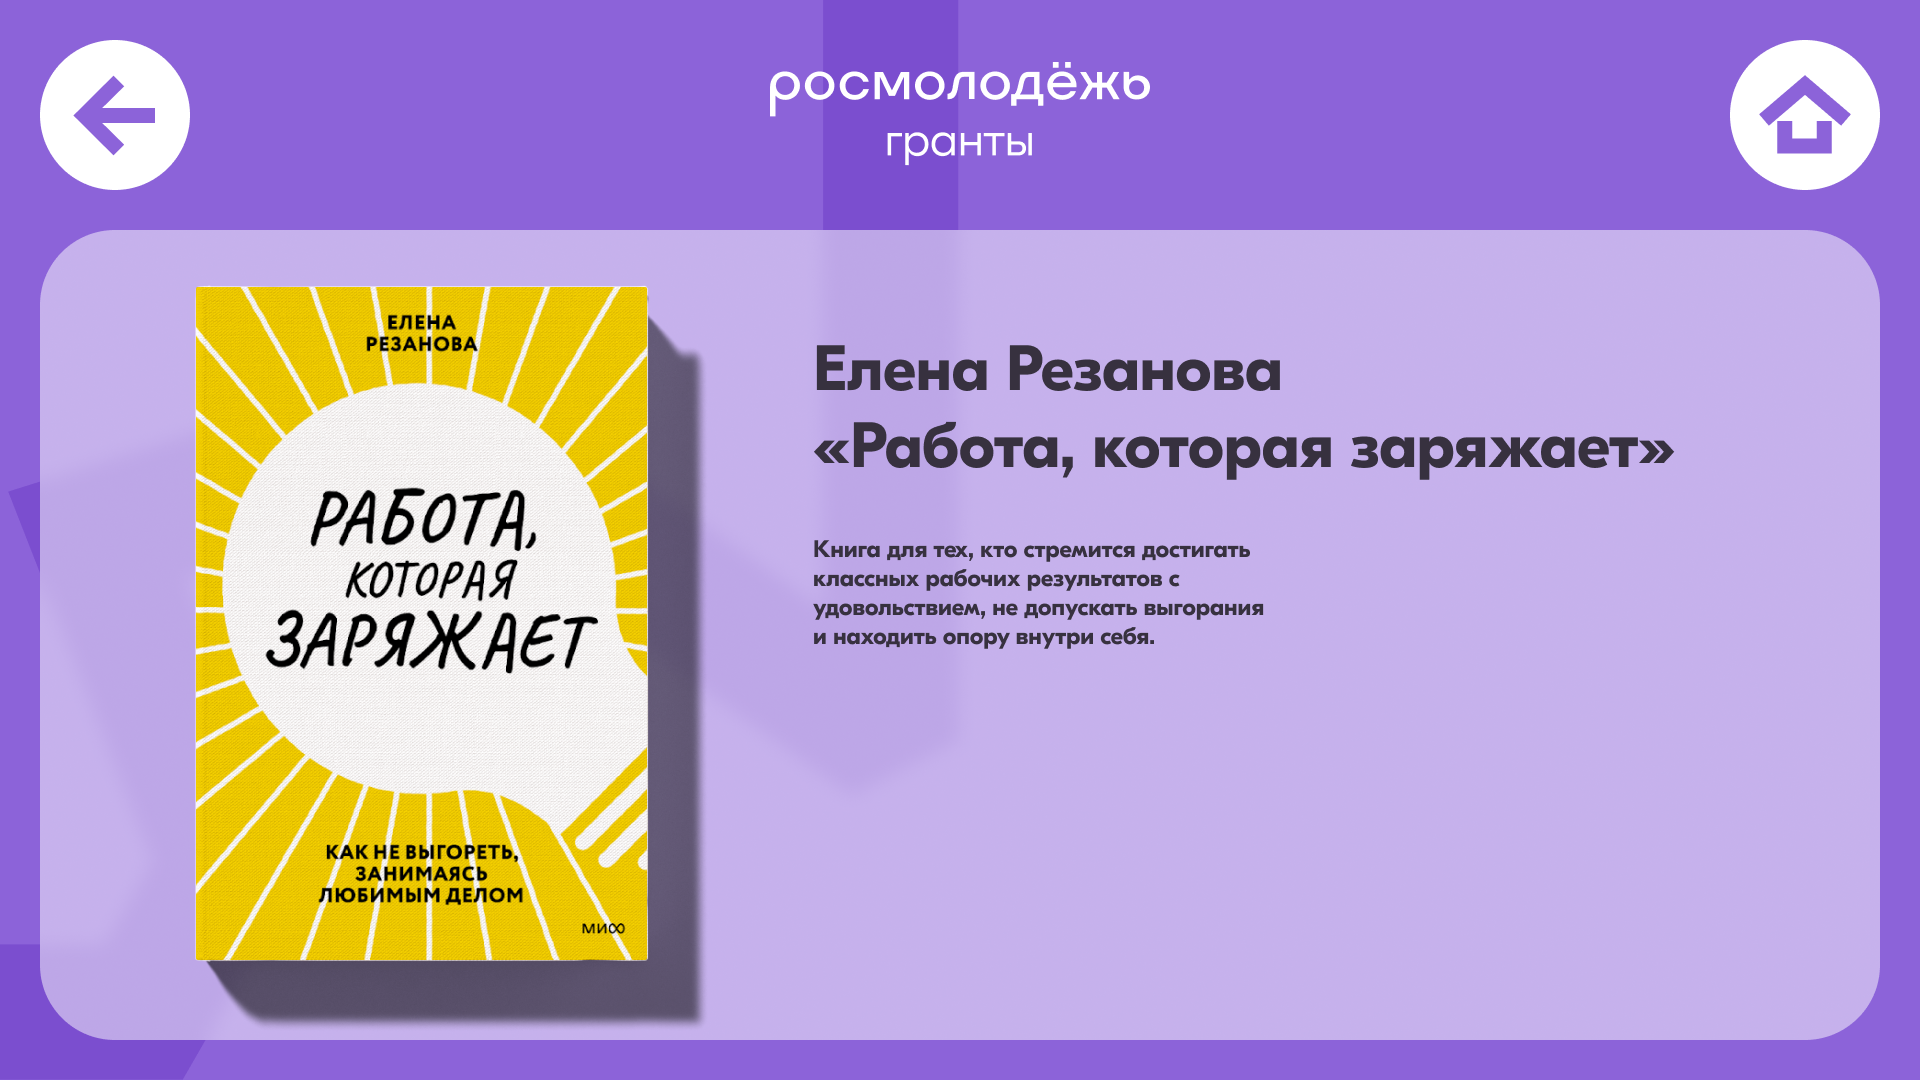 росмолодёжь
гранты
ЕЛЕНА
РЕЗАНОВА
РАБОТА,
КОТОРАЯ
ЗАРЯЖАЕТ
КАК НЕ ВЫГОРЕТЬ,
ЗАНИМАЯСЬ
ЛЮБИМЫМ ДЕЛОМ
МИФ
Елена Резанова
«Работа, которая заряжает»
Книга для тех, кто стремится достигать
классных рабочих результатов с
удовольствием, не допускать выгорания
и находить опору внутри себя.